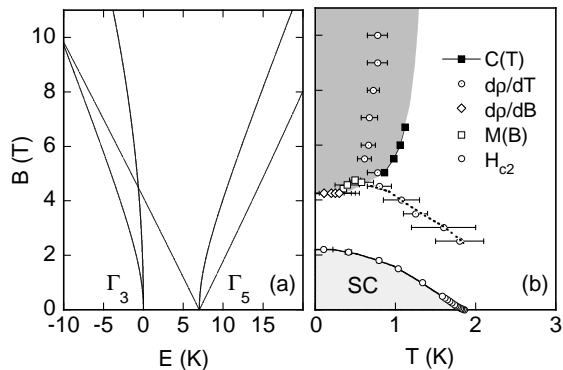 10
8
6
4
2
0
B (T)
-10 -5 0 5 10 15
E (K)
Γ3
Γ5
(a)
C(T)
dρ/dT
dρ/dB
M(B)
Hc2
SC
(b)
0 1 2 3
T (K)